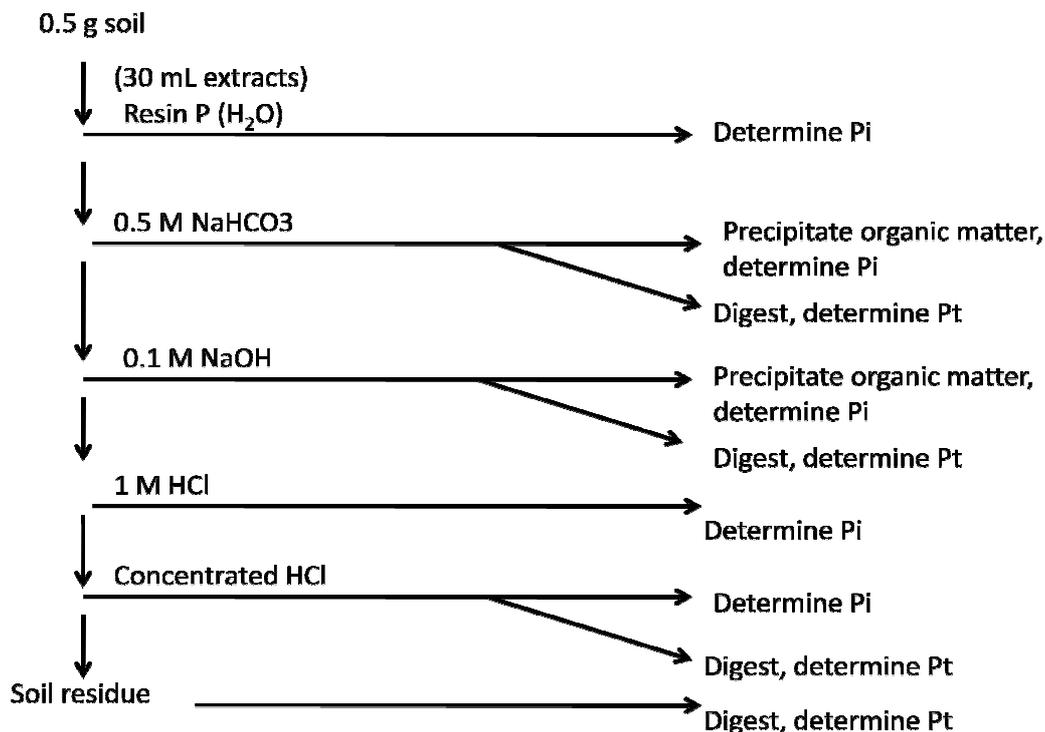 0.5 g soil
(30 mL extracts)
Resin P (H₂O)
Determine Pi
0.5 M NaHCO3
Precipitate organic matter,
determine Pi
Digest, determine Pt
0.1 M NaOH
Precipitate organic matter,
determine Pi
Digest, determine Pt
1 M HCl
Determine Pi
Concentrated HCl
Determine Pi
Digest, determine Pt
Soil residue
Digest, determine Pt